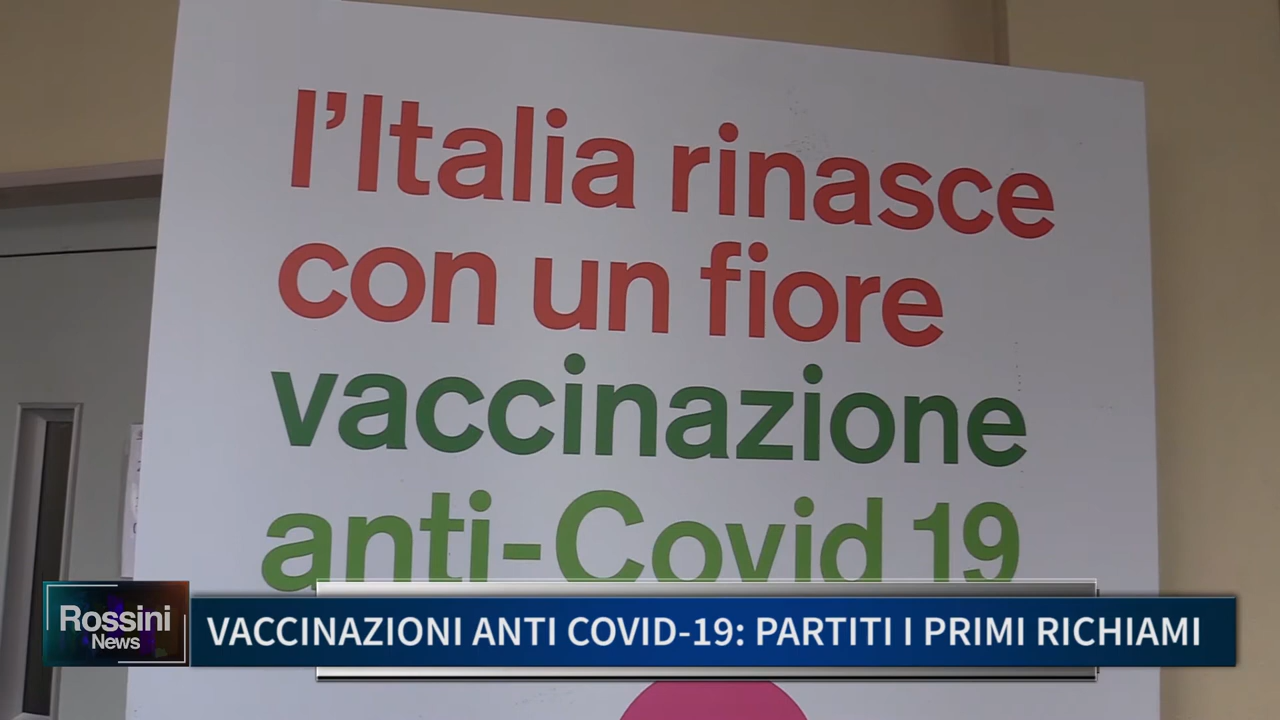 l'Italia rinasce
con un fiore
vaccinazione
anti-Covid 19
Rossini
News
VACCINAZIONI ANTI COVID-19: PARTITI I PRIMI RICHIAMI